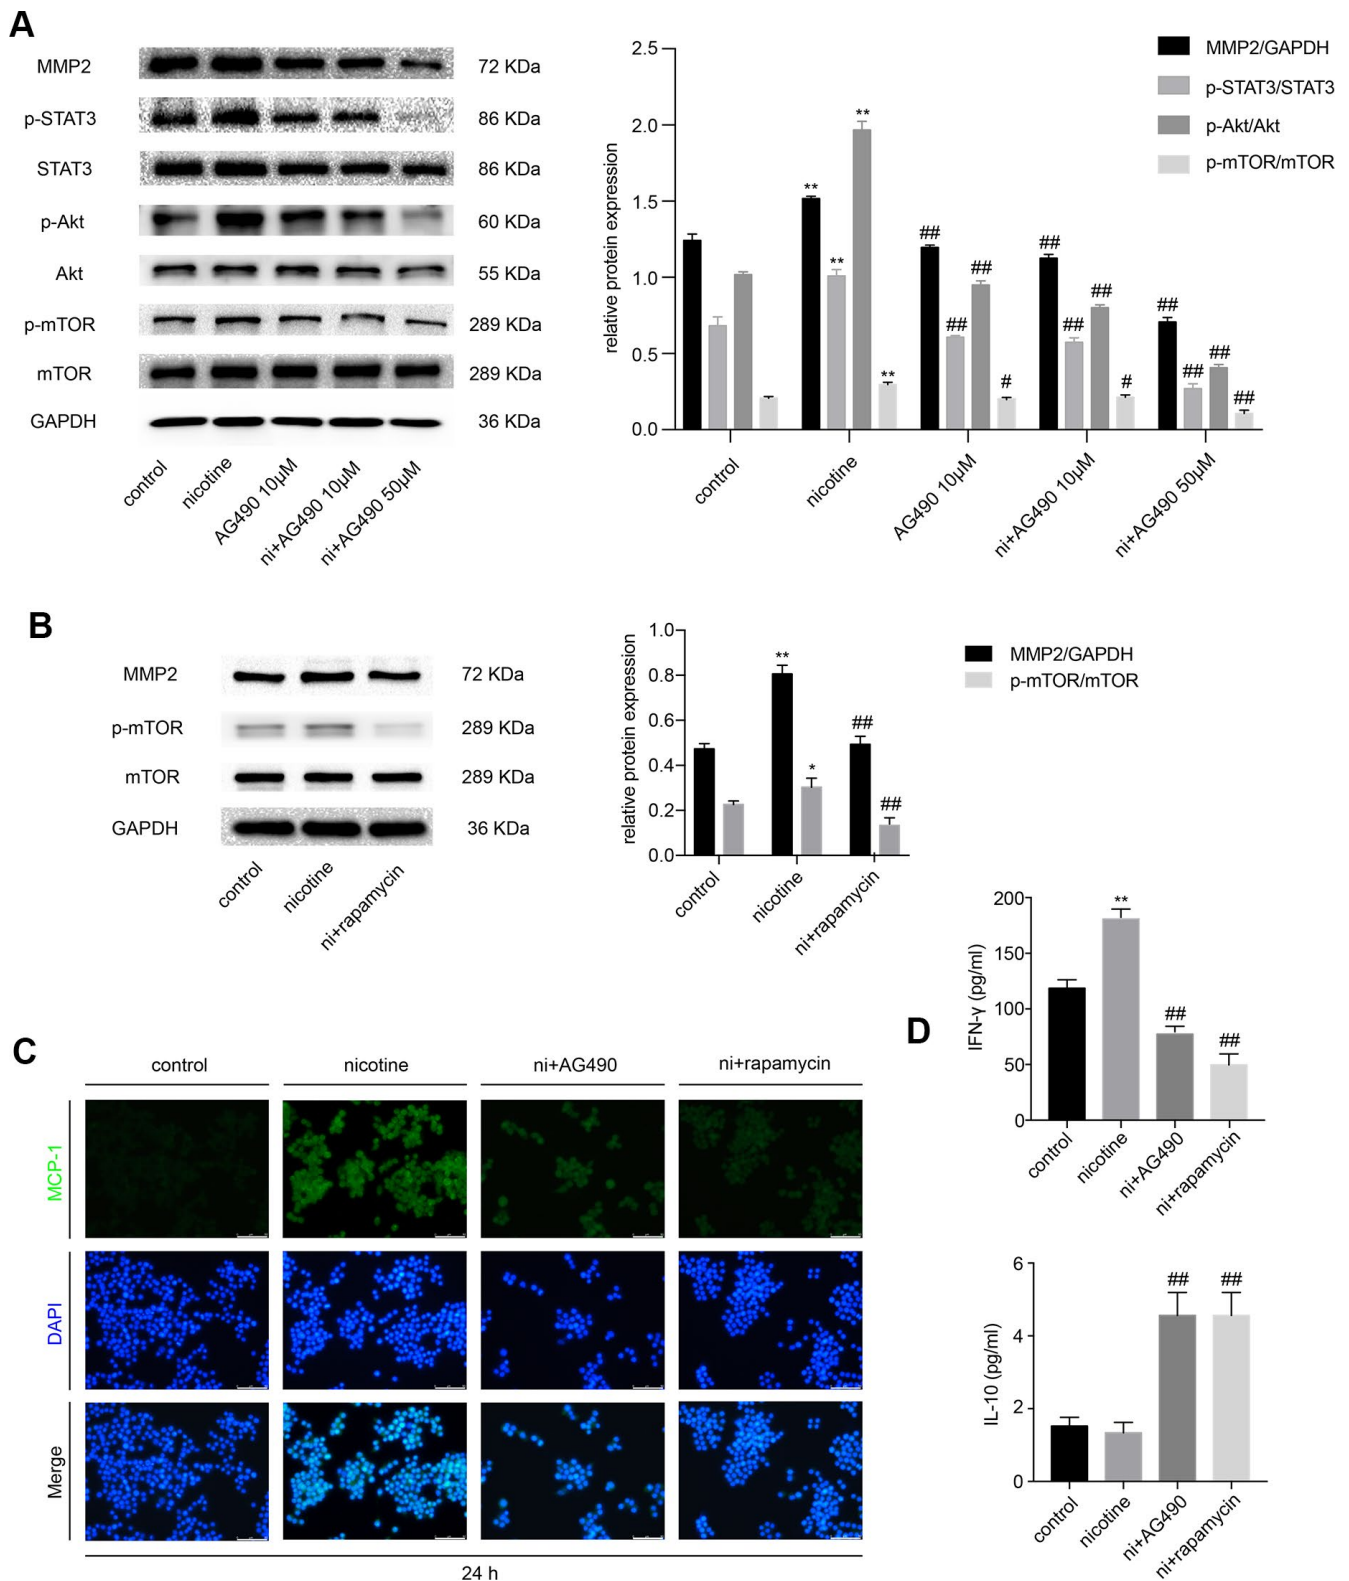 A
MMP2 72 KDa
p-STAT3 86 KDa
STAT3 86 KDa
p-Akt 60 KDa
Akt 55 KDa
p-mTOR 289 KDa
mTOR 289 KDa
GAPDH 36 KDa
control
nicotine
AG490 10μM
ni+AG490 10μM
ni+AG490 50μM
relative protein expression
2.5
2.0
1.5
1.0
0.5
0.0
** ** ** **
## ## ## #
## ## ## #
## ## ## ##
control
nicotine
AG490 10μM
ni+AG490 10μM
ni+AG490 50μM
MMP2/GAPDH
p-STAT3/STAT3
p-Akt/Akt
p-mTOR/mTOR
B
MMP2 72 KDa
p-mTOR 289 KDa
mTOR 289 KDa
GAPDH 36 KDa
control
nicotine
ni+rapamycin
relative protein expression
1.0
0.8
0.6
0.4
0.2
0.0
** *
## ##
control
nicotine
ni+rapamycin
MMP2/GAPDH
p-mTOR/mTOR
C
control nicotine ni+AG490 ni+rapamycin
MCP-1
DAPI
Merge
24 h
D
IFN-γ (pg/ml)
200
150
100
50
0
**
##
##
control
nicotine
ni+AG490
ni+rapamycin
IL-10 (pg/ml)
6
4
2
0
## ##
control
nicotine
ni+AG490
ni+rapamycin